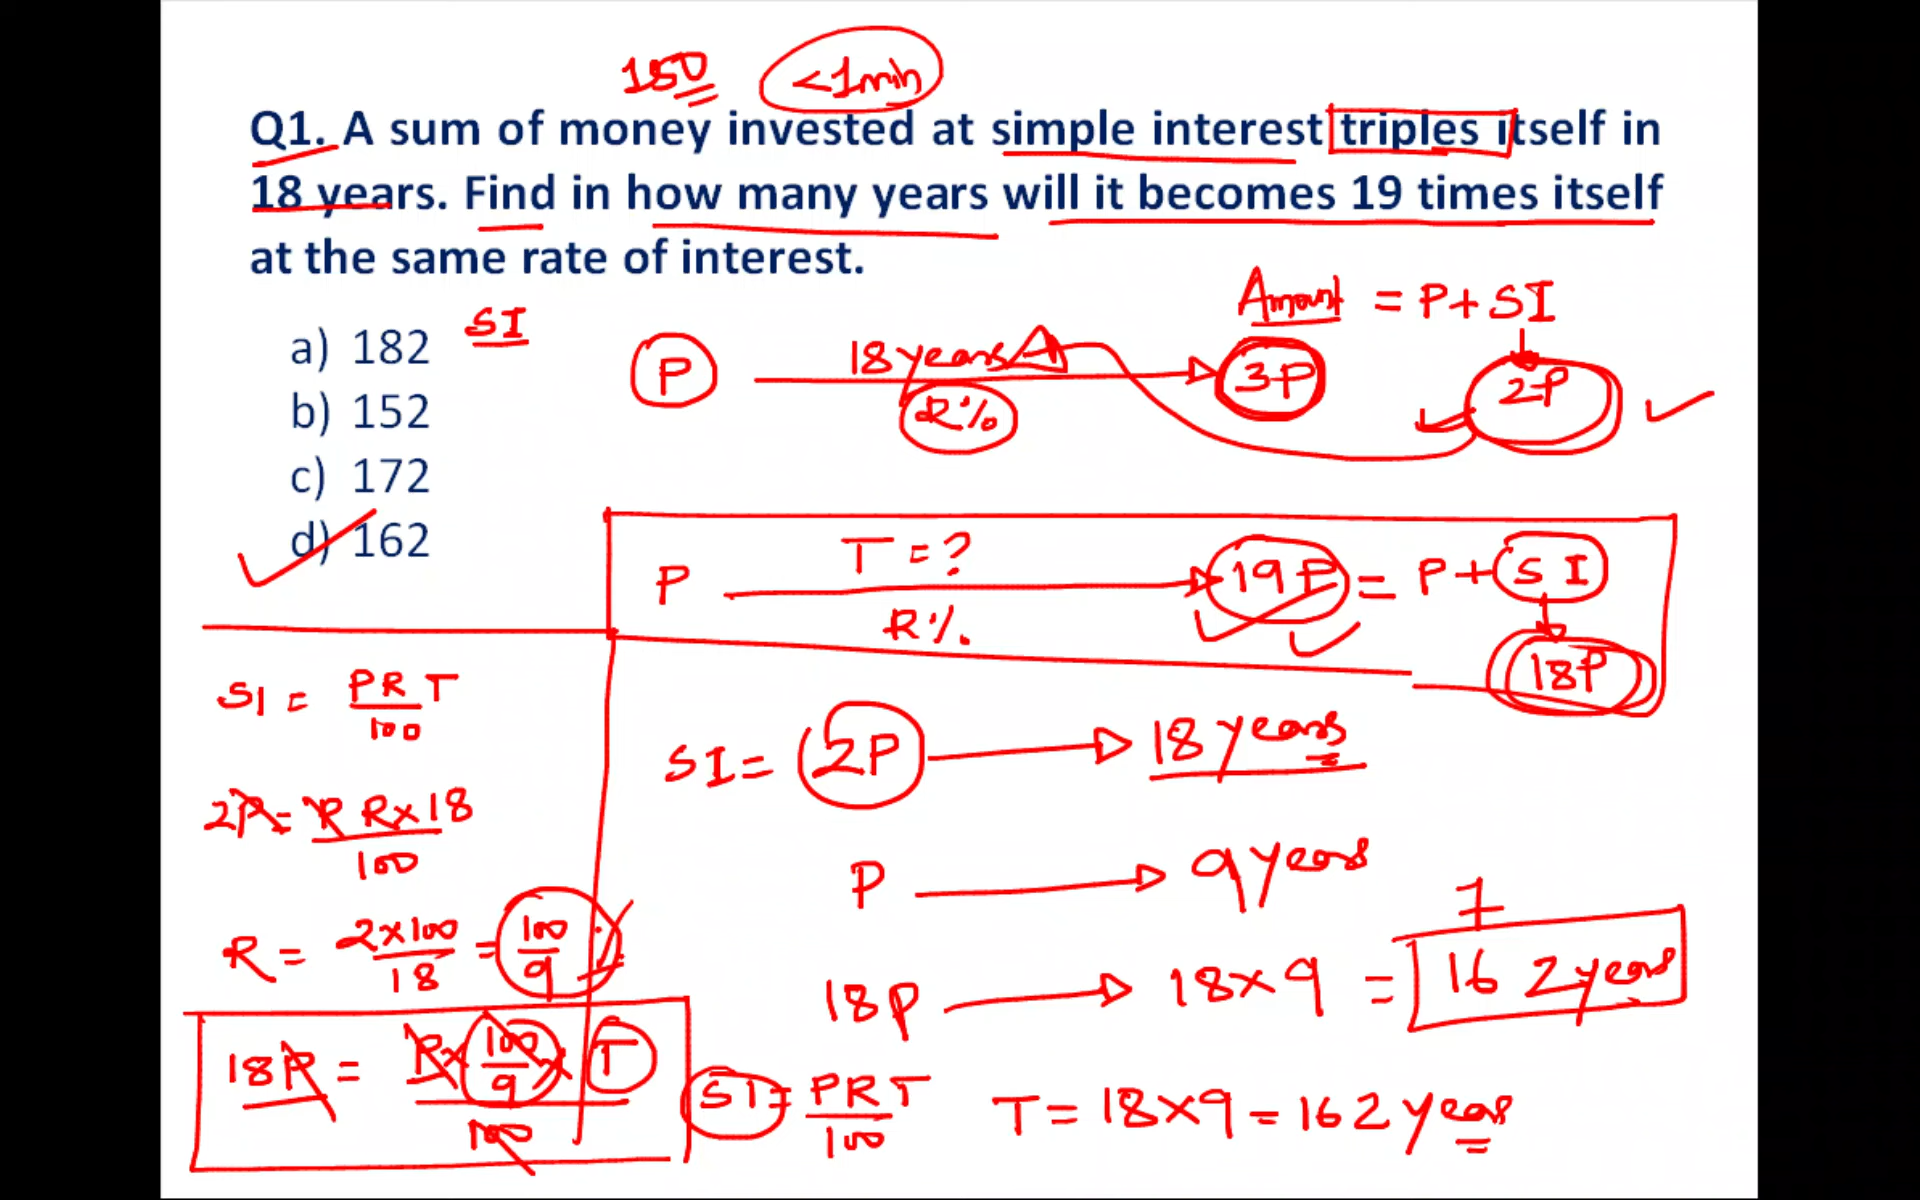 150 <1min
Q1. A sum of money invested at simple interest triples itself in
18 years. Find in how many years will it becomes 19 times itself
at the same rate of interest.
a) 182
b) 152
c) 172
d) 162
SI
Amount = P+SI
P 18 years 3P 2P
R%
P T = ? 19P = P + SI
R%
18P
SI = PRT/100
2P = P R×18/100
R = 2×100/18 = 100/9 %
18P = P×100/9×T/100
SI = 2P 18 years
P 9 years
18P 18×9 = 162 years
SI = PRT/100 T = 18×9 = 162 years